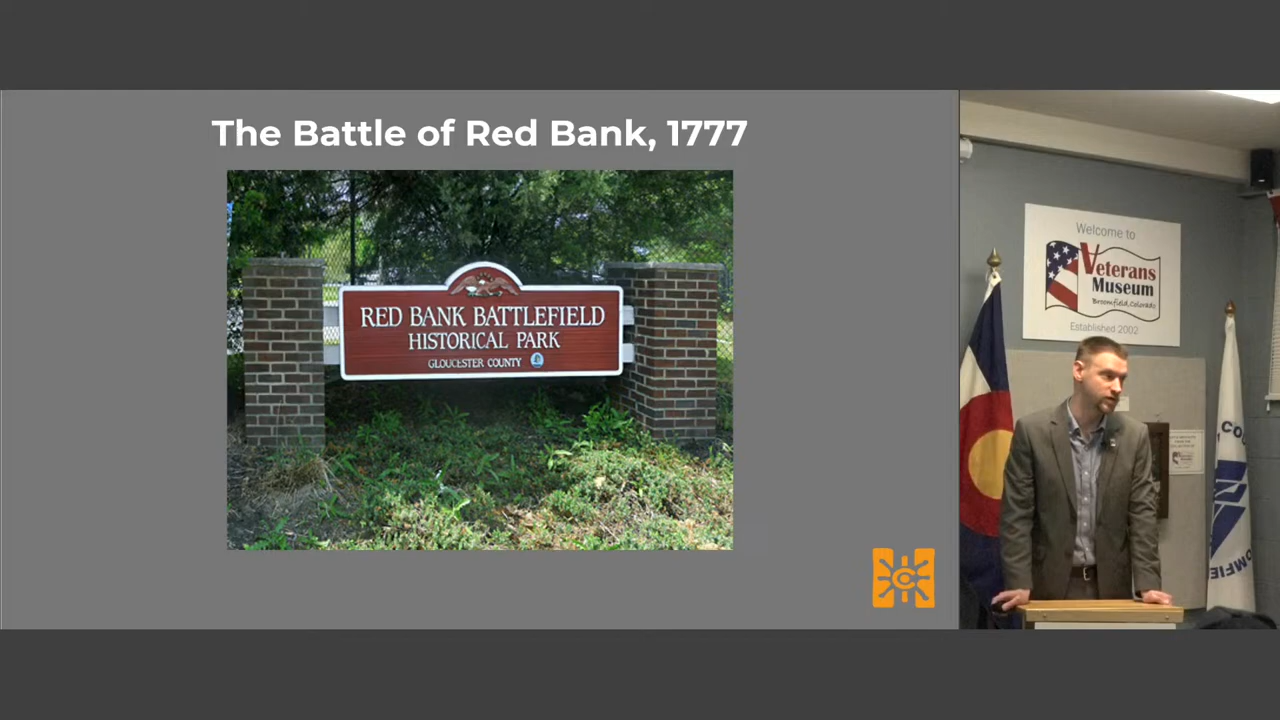 The Battle of Red Bank, 1777
RED BANK BATTLEFIELD
HISTORICAL PARK
GLOUCESTER COUNTY
Welcome to
Veterans
Museum
Broomfield, Colorado
Established 2002